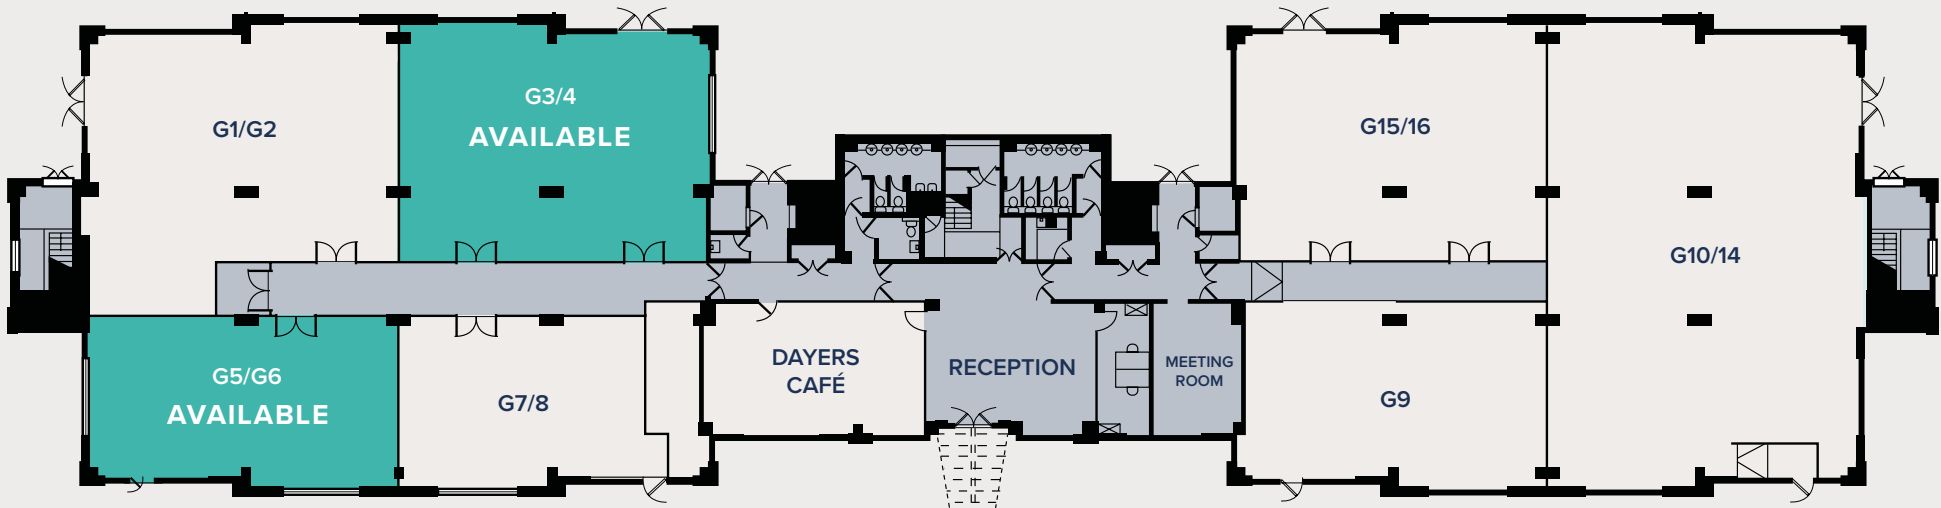 G1/G2
G3/4
AVAILABLE
G5/G6
AVAILABLE
G7/8
DAYERS
CAFÉ
RECEPTION
MEETING
ROOM
G15/16
G9
G10/14